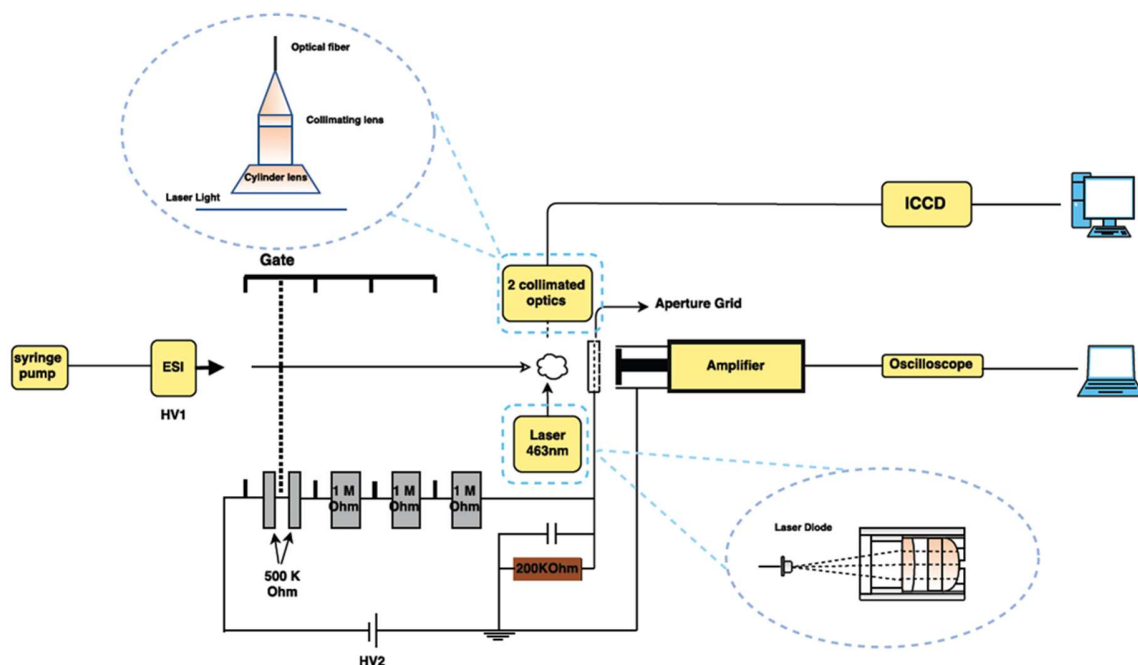 Optical fiber
Collimating lens
Cylinder lens
Laser Light
ICCD
Gate
2 collimated
optics
Aperture Grid
syringe
pump
ESI
HV1
Amplifier
Oscilloscope
Laser
463nm
1 M
Ohm
1 M
Ohm
1 M
Ohm
500 K
Ohm
200KOhm
Laser Diode
HV2